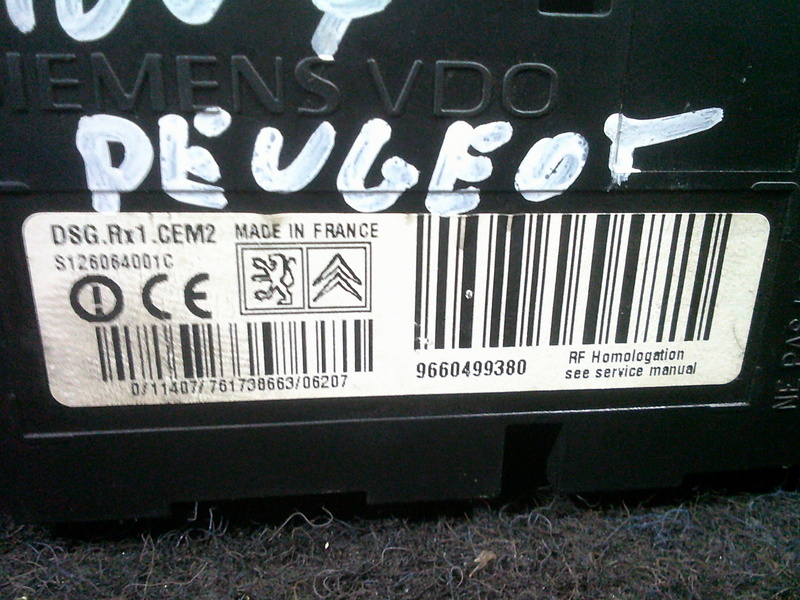 SIEMENS VDO
PEUGEOT
DSG.Rx1.CEM2 MADE IN FRANCE
S126064001C
CE
9660499380
RF Homologation
see service manual
0/11407/761738663/06207